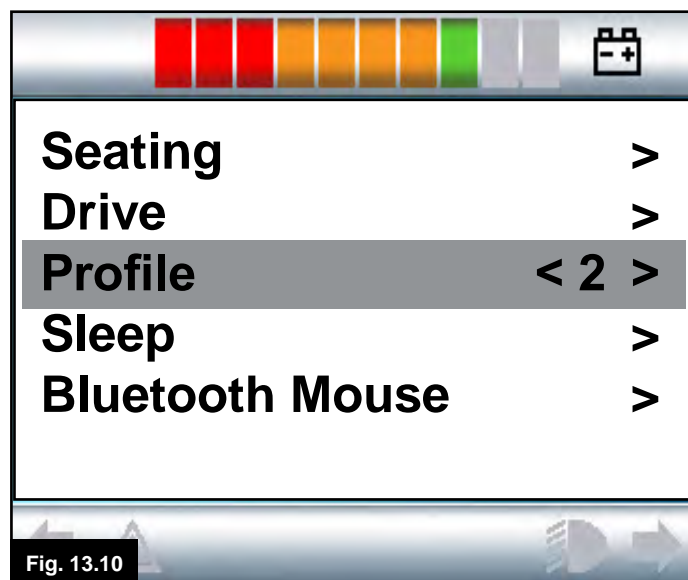 Seating >
Drive >
Profile < 2 >
Sleep >
Bluetooth Mouse >
Fig. 13.10